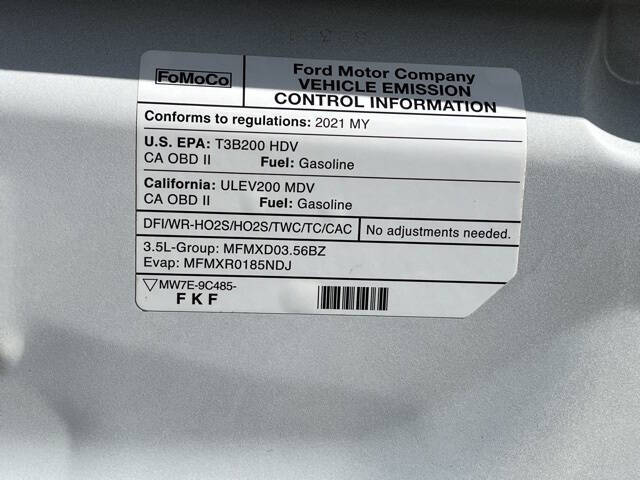 FoMoCo
Ford Motor Company
VEHICLE EMISSION
CONTROL INFORMATION
Conforms to regulations: 2021 MY
U.S. EPA: T3B200 HDV
CA OBD II Fuel: Gasoline
California: ULEV200 MDV
CA OBD II Fuel: Gasoline
DFI/WR-HO2S/HO2S/TWC/TC/CAC No adjustments needed.
3.5L-Group: MFMXD03.56BZ
Evap: MFMXR0185NDJ
MW7E-9C485-
FKF